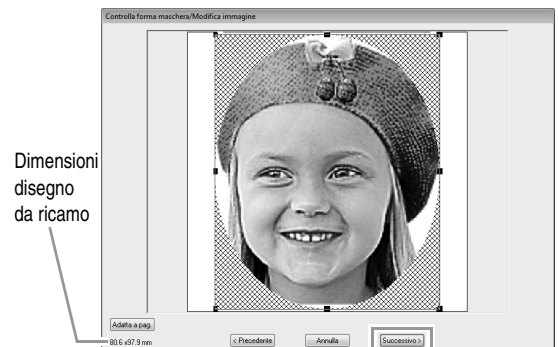 Controlla forma maschera/Modifica immagine
Dimensioni
disegno
da ricamo
Adatta a pag.
80.6 x97.9 mm
< Precedente
Annulla
Successivo >